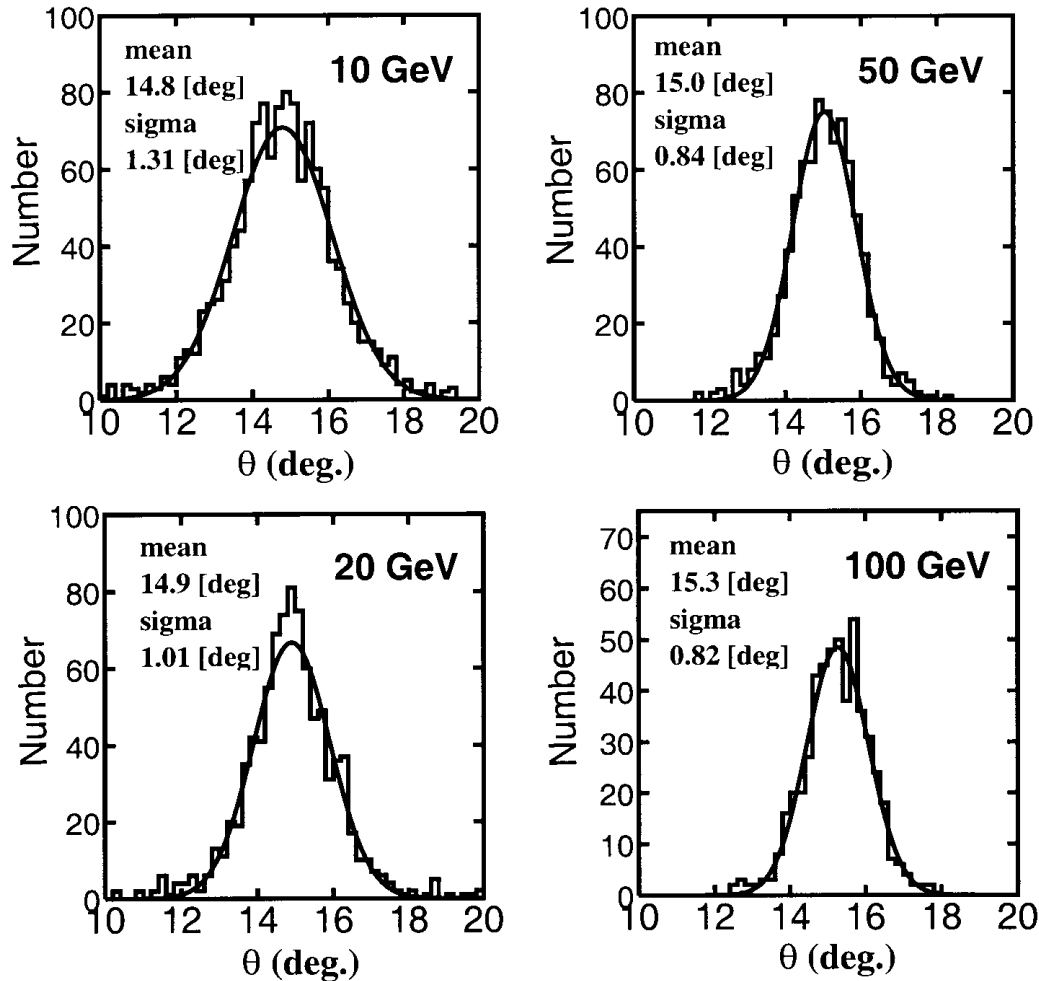 100
80
60
40
20
0
Number
mean
14.8 [deg]
sigma
1.31 [deg]
10 GeV
10 12 14 16 18 20
θ (deg.)
100
80
60
40
20
0
Number
mean
15.0 [deg]
sigma
0.84 [deg]
50 GeV
10 12 14 16 18 20
θ (deg.)
100
80
60
40
20
0
Number
mean
14.9 [deg]
sigma
1.01 [deg]
20 GeV
10 12 14 16 18 20
θ (deg.)
70
60
50
40
30
20
10
0
Number
mean
15.3 [deg]
sigma
0.82 [deg]
100 GeV
10 12 14 16 18 20
θ (deg.)